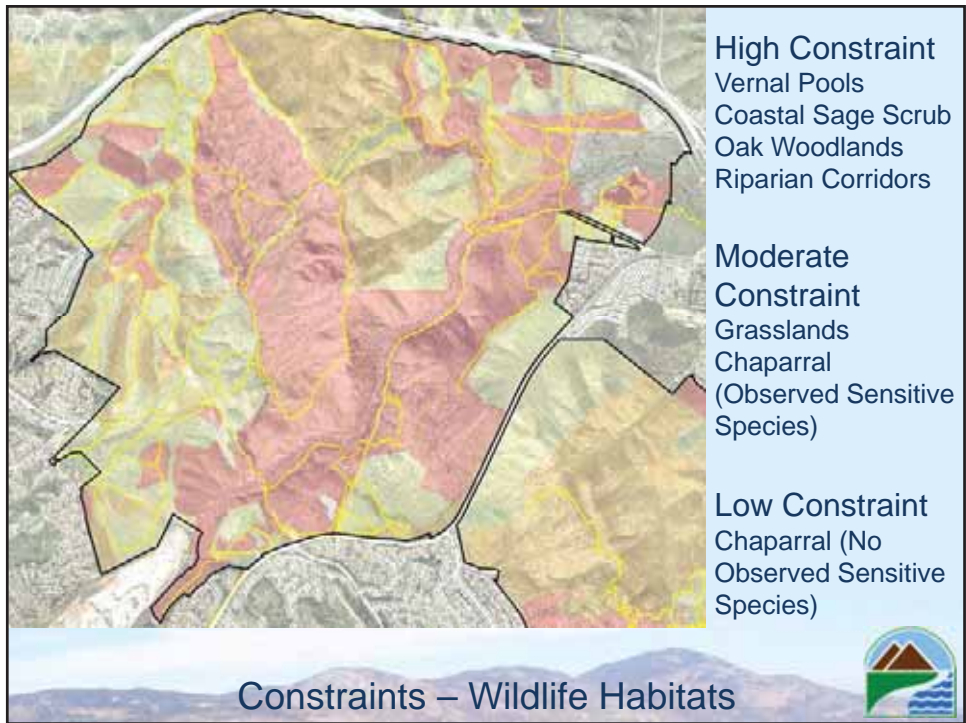 High Constraint
Vernal Pools
Coastal Sage Scrub
Oak Woodlands
Riparian Corridors
Moderate
Constraint
Grasslands
Chaparral
(Observed Sensitive
Species)
Low Constraint
Chaparral (No
Observed Sensitive
Species)
Constraints – Wildlife Habitats